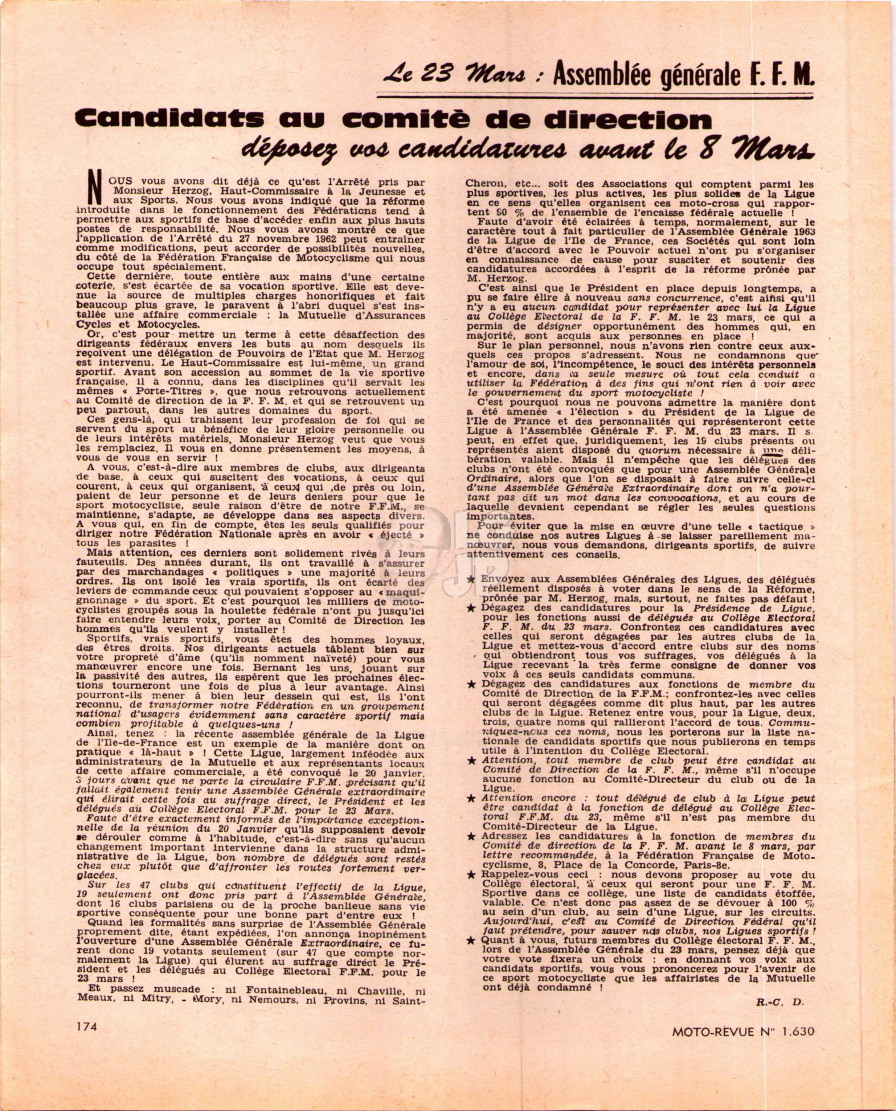 Le 23 Mars : Assemblée générale F. F. M.
Candidats au comitè de direction
déposez vos candidatures avant le 8 Mars
NOUS vous avons dit déjà ce qu'est l'Arrêté pris par
Monsieur Herzog, Haut-Commissaire à la Jeunesse et
aux Sports. Nous vous avons indiqué que la réforme
introduite dans le fonctionnement des Fédérations tend à
permettre aux sportifs de base d'accéder enfin aux plus hauts
postes de responsabilité. Nous vous avons montré ce que
l'application de l'Arrêté du 27 novembre 1962 peut entraîner
comme modifications, peut accorder de possibilités nouvelles,
du côté de la Fédération Française de Motocyclisme qui nous
occupe tout spécialement.
Cette dernière, toute entière aux mains d'une certaine
coterie, s'est écartée de sa vocation sportive. Elle est deve-
nue la source de multiples charges honorifiques et fait
beaucoup plus grave, le paravent à l'abri duquel s'est ins-
tallée une affaire commerciale : la Mutuelle d'Assurances
Cycles et Motocycles.
Or, c'est pour mettre un terme à cette désaffection des
dirigeants fédéraux envers les buts au nom desquels ils
reçoivent une délégation de Pouvoirs de l'Etat que M. Herzog
est intervenu. Le Haut-Commissaire est lui-même, un grand
sportif. Avant son accession au sommet de la vie sportive
française, il a connu, dans les disciplines qu'il servait les
mêmes « Porte-Titres », que nous retrouvons actuellement
au Comité de direction de la F. F. M. et qui se retrouvent un
peu partout, dans les autres domaines du sport.
Ces gens-là, qui trahissent leur profession de foi qui se
servent du sport au bénéfice de leur gloire personnelle ou
de leurs intérêts matériels, Monsieur Herzog veut que vous
les remplaciez. Il vous en donne présentement les moyens, à
vous de vous en servir !
A vous, c'est-à-dire aux membres de clubs, aux dirigeants
de base, à ceux qui suscitent des vocations, à ceux qui
courent, à ceux qui organisent, à ceux qui ,de près ou loin,
paient de leur personne et de leurs deniers pour que le
sport motocycliste, seule raison d'être de notre F.F.M., se
maintienne, s'adapte, se développe dans ses aspects divers.
A vous qui, en fin de compte, êtes les seuls qualifiés pour
diriger notre Fédération Nationale après en avoir « éjecté »
tous les parasites !
Mais attention, ces derniers sont solidement rivés à leurs
fauteuils. Des années durant, ils ont travaillé à s'assurer
par des marchandages « politiques » une majorité à leurs
ordres. Ils ont isolé les vrais sportifs, ils ont écarté des
leviers de commande ceux qui pouvaient s'opposer au « maqui-
gnonnage » du sport. Et c'est pourquoi les milliers de moto-
cyclistes groupés sous la houlette fédérale n'ont pu jusqu'ici
faire entendre leurs voix, porter au Comité de Direction les
hommes qu'ils veulent y installer !
Sportifs, vrais sportifs, vous êtes des hommes loyaux,
des êtres droits. Nos dirigeants actuels tâblent bien sur
votre propreté d'âme (qu'ils nomment naïveté) pour vous
manœuvrer encore une fois. Bernant les uns, jouant sur
la passivité des autres, ils espèrent que les prochaines élec-
tions tourneront une fois de plus à leur avantage. Ainsi
pourront-ils mener à bien leur dessein qui est, ils l'ont
reconnu, de transformer notre Fédération en un groupement
national d'usagers évidemment sans caractère sportif mais
combien profitable à quelques-uns !
Ainsi, tenez : la récente assemblée générale de la Ligue
de l'Ile-de-France est un exemple de la manière dont on
pratique « là-haut » ! Cette Ligue, largement inféodée aux
administrateurs de la Mutuelle et aux représentants locaux
de cette affaire commerciale, a été convoqué le 20 janvier,
3 jours avant que ne parte la circulaire F.F.M. précisant qu'il
fallait également tenir une Assemblée Générale extraordinaire
qui élirait cette fois au suffrage direct, le Président et les
délégués au Collège Electoral F.F.M. pour le 23 Mars.
Faute d'être exactement informés de l'importance exception-
nelle de la réunion du 20 Janvier qu'ils supposaient devoir
se dérouler comme à l'habitude, c'est-à-dire sans qu'aucun
changement important intervienne dans la structure admi-
nistrative de la Ligue, bon nombre de délégués sont restés
chez eux plutôt que d'affronter les routes fortement ver-
glacées.
Sur les 47 clubs qui constituent l'effectif de la Ligue,
19 seulement ont donc pris part à l'Assemblée Générale,
dont 16 clubs parisiens ou de la proche banlieue sans vie
sportive conséquente pour une bonne part d'entre eux !
Quand les formalités sans surprise de l'Assemblée Générale
proprement dite, étant expédiées, l'on annonça inopinément
l'ouverture d'une Assemblée Générale Extraordinaire, ce fu-
rent donc 19 votants seulement (sur 47 que compte nor-
malement la Ligue) qui élurent au suffrage direct le Pré-
sident et les délégués au Collège Electoral F.F.M. pour le
23 mars !
Et passez muscade : ni Fontainebleau, ni Chaville, ni
Meaux, ni Mitry, - Mory, ni Nemours, ni Provins, ni Saint-
Cheron, etc... soit des Associations qui comptent parmi les
plus sportives, les plus actives, les plus solides de la Ligue
en ce sens qu'elles organisent ces moto-cross qui rappor-
tent 90 % de l'ensemble de l'encaisse fédérale actuelle !
Faute d'avoir été éclairées à temps, normalement, sur le
caractère tout à fait particulier de l'Assemblée Générale 1963
de la Ligue de l'Ile de France, ces Sociétés qui sont loin
d'être d'accord avec le Pouvoir actuel n'ont pu s'organiser
en connaissance de cause pour susciter et soutenir des
candidatures accordées à l'esprit de la réforme prônée par
M. Herzog.
C'est ainsi que le Président en place depuis longtemps, a
pu se faire élire à nouveau sans concurrence, c'est ainsi qu'il
n'y a eu aucun candidat pour représenter avec lui la Ligue
au Collège Electoral de la F. F. M. le 23 mars, ce qui a
permis de désigner opportunément des hommes qui, en
majorité, sont acquis aux personnes en place !
Sur le plan personnel, nous n'avons rien contre ceux aux-
quels ces propos s'adressent. Nous ne condamnons que
l'amour de soi, l'incompétence, le souci des intérêts personnels
et encore, dans la seule mesure où tout cela conduit a
utiliser la Fédération à des fins qui n'ont rien à voir avec
le gouvernement du sport motocycliste !
C'est pourquoi nous ne pouvons admettre la manière dont
a été amenée « l'élection » du Président de la Ligue de
l'Ile de France et des personnalités qui représenteront cette
Ligue à l'Assemblée Générale F. F. M. du 23 mars. Il s
peut, en effet que, juridiquement, les 19 clubs présents ou
représentés aient disposé du quorum nécessaire à une déli-
bération valable. Mais il n'empêche que les délégués des
clubs n'ont été convoqués que pour une Assemblée Générale
Ordinaire, alors que l'on se disposait à faire suivre celle-ci
d'une Assemblée Générale Extraordinaire dont on n'a pour-
tant pas dit un mot dans les convocations, et au cours de
laquelle devaient cependant se régler les seules questions
importantes.
Pour éviter que la mise en œuvre d'une telle « tactique »
ne conduise nos autres Ligues à se laisser pareillement ma-
nœuvrer, nous vous demandons, dirigeants sportifs, de suivre
attentivement ces conseils.
★ Envoyez aux Assemblées Générales des Ligues, des délégués
réellement disposés à voter dans le sens de la Réforme,
prônée par M. Herzog, mais, surtout, ne faites pas défaut !
★ Dégagez des candidatures pour la Présidence de Ligue,
pour les fonctions aussi de délégués au Collège Electoral
F. F. M. du 23 mars. Confrontez ces candidatures avec
celles qui seront dégagées par les autres clubs de la
Ligue et mettez-vous d'accord entre clubs sur des noms
qui obtiendront tous vos suffrages, vos délégués à la
Ligue recevant la très ferme consigne de donner vos
voix à ces seuls candidats communs.
★ Dégagez des candidatures aux fonctions de membre du
Comité de Direction de la F.F.M.; confrontez-les avec celles
qui seront dégagées comme dit plus haut, par les autres
clubs de la Ligue. Retenez entre vous, pour la Ligue, deux,
trois, quatre noms qui rallieront l'accord de tous. Commu-
niquez-nous ces noms, nous les porterons sur la liste na-
tionale de candidats sportifs que nous publierons en temps
utile à l'intention du Collège Electoral.
★ Attention, tout membre de club peut être candidat au
Comité de Direction de la F. F. M., même s'il n'occupe
aucune fonction au Comité-Directeur du club ou de la
Ligue.
★ Attention encore : tout délégué de club à la Ligue peut
être candidat à la fonction de délégué au Collège Elec-
toral F.F.M. du 23, même s'il n'est pas membre du
Comité-Directeur de la Ligue.
★ Adressez les candidatures à la fonction de membres du
Comité de direction de la F. F. M. avant le 8 mars, par
lettre recommandée, à la Fédération Française de Moto-
cyclisme, 8, Place de la Concorde, Paris-8e.
★ Rappelez-vous ceci : nous devons proposer au vote du
Collège électoral, à ceux qui seront pour une F. F. M.
Sportive dans ce collège, une liste de candidats étoffée,
valable. Ce n'est donc pas assez de se dévouer à 100 %
au sein d'un club, au sein d'une Ligue, sur les circuits.
Aujourd'hui, c'est au Comité de Direction Fédéral qu'il
faut prétendre, pour sauver nos clubs, nos Ligues sportifs !
★ Quant à vous, futurs membres du Collège électoral F. F. M.,
lors de l'Assemblée Générale du 23 mars, pensez déjà que
votre vote fixera un choix : en donnant vos voix aux
candidats sportifs, vous vous prononcerez pour l'avenir de
ce sport motocycliste que les affairistes de la Mutuelle
ont déjà condamné !
R.-C. D.
174
MOTO-REVUE N° 1.630